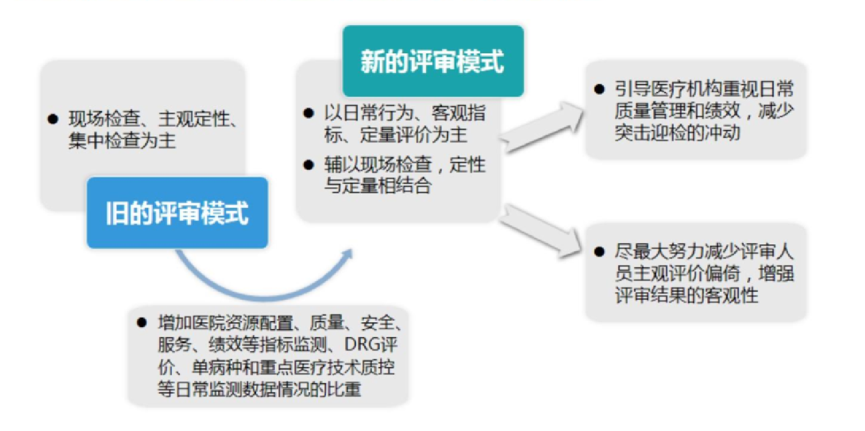 ● 现场检查、主观定性、
集中检查为主
旧的评审模式
新的评审模式
● 以日常行为、客观指
标、定量评价为主
● 辅以现场检查，定性
与定量相结合
● 增加医院资源配置、质量、安全、
服务、绩效等指标监测、DRG评
价、单病种和重点医疗技术质控
等日常监测数据情况的比重
● 引导医疗机构重视日常
质量管理和绩效，减少
突击迎检的冲动
● 尽最大努力减少评审人
员主观评价偏倚，增强
评审结果的客观性